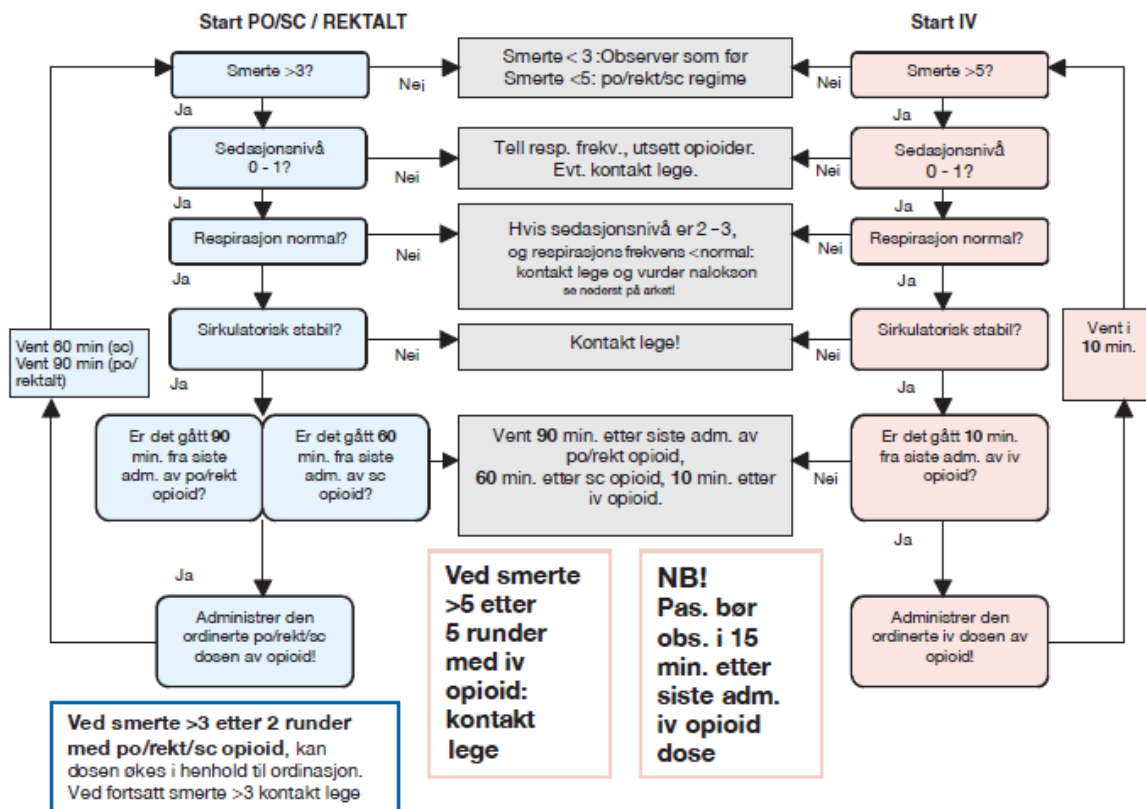 Start PO/SC / REKTALT
Start IV
Smerte >3?
Nei
Smerte < 3 :Observer som før
Smerte <5: po/rekt/sc regime
Nei
Smerte >5?
Ja
Ja
Sedasjonsnivå
0 - 1?
Nei
Tell resp. frekv., utsett opioider.
Evt. kontakt lege.
Nei
Sedasjonsnivå
0 - 1?
Ja
Ja
Respirasjon normal?
Nei
Hvis sedasjonsnivå er 2 –3,
og respirasjons frekvens <normal:
kontakt lege og vurder nalokson
se nederst på arket!
Nei
Respirasjon normal?
Ja
Ja
Sirkulatorisk stabil?
Nei
Kontakt lege!
Nei
Sirkulatorisk stabil?
Vent 60 min (sc)
Vent 90 min (po/
rektalt)
Vent i
10 min.
Ja
Ja
Er det gått 90
min. fra siste
adm. av po/rekt
opioid?
Er det gått 60
min. fra siste
adm. av sc
opioid?
Vent 90 min. etter siste adm. av
po/rekt opioid,
60 min. etter sc opioid, 10 min. etter
iv opioid.
Nei
Er det gått 10 min.
fra siste adm. av iv
opioid?
Ja
Ja
Administrer den
ordinerte po/rekt/sc
dosen av opioid!
Ved smerte
>5 etter
5 runder
med iv
opioid:
kontakt
lege
NB!
Pas. bør
obs. i 15
min. etter
siste adm.
iv opioid
dose
Administrer den
ordinerte iv dosen av
opioid!
Ved smerte >3 etter 2 runder
med po/rekt/sc opioid, kan
dosen økes i henhold til ordinasjon.
Ved fortsatt smerte >3 kontakt lege